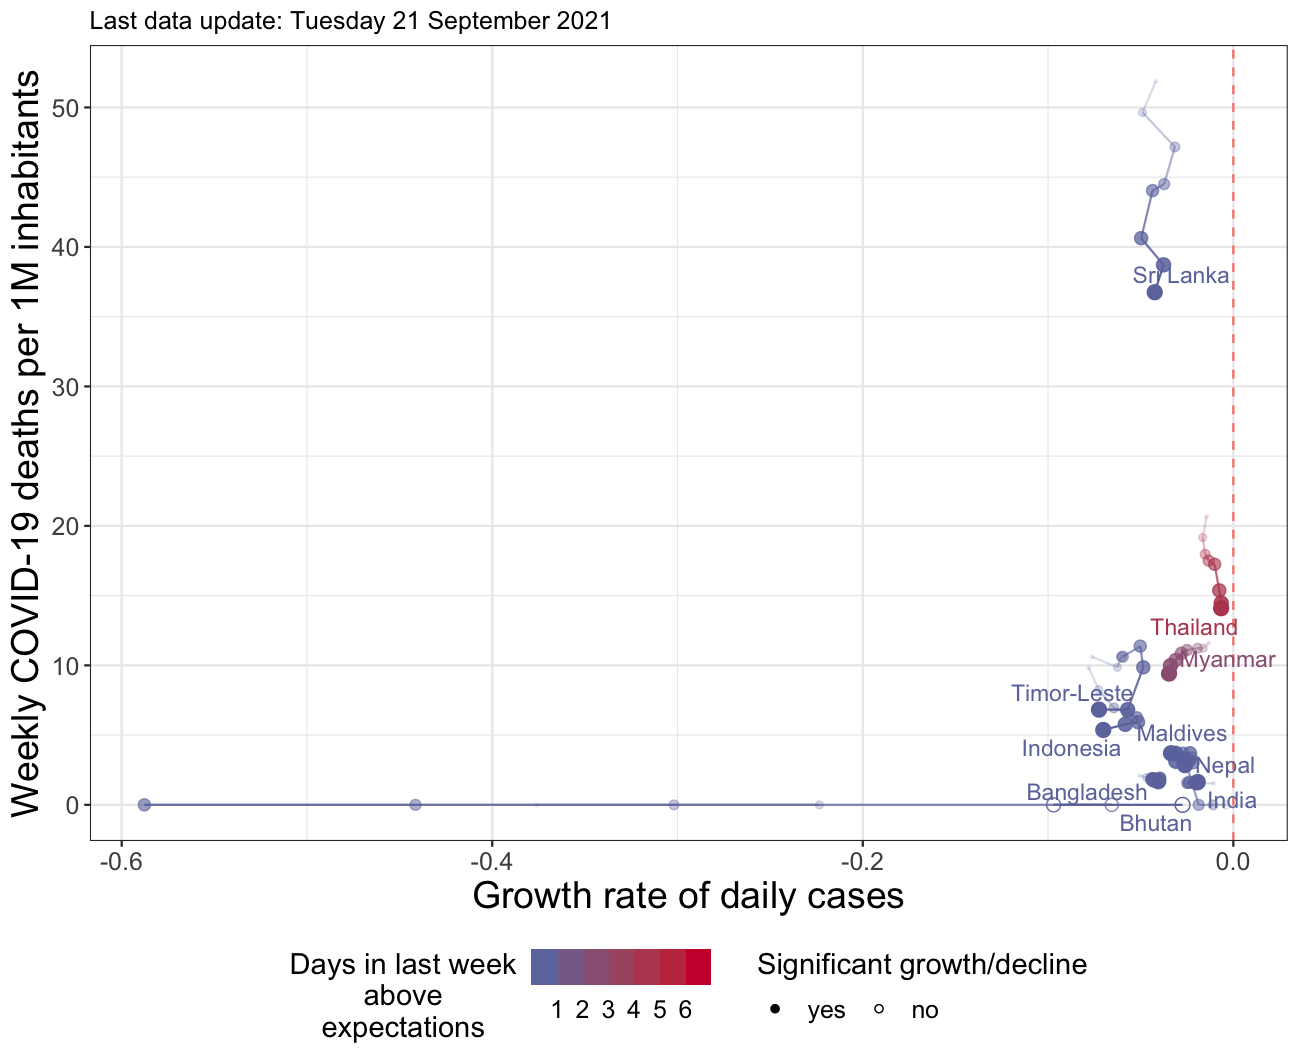 Last data update: Tuesday 21 September 2021
Weekly COVID-19 deaths per 1M inhabitants
50
40
30
20
10
0
Sri Lanka
Thailand
Myanmar
Timor-Leste
Maldives
Indonesia
Nepal
Bangladesh
India
Bhutan
-0.6
-0.4
-0.2
0.0
Growth rate of daily cases
Days in last week
above
expectations
1 2 3 4 5 6
Significant growth/decline
yes no